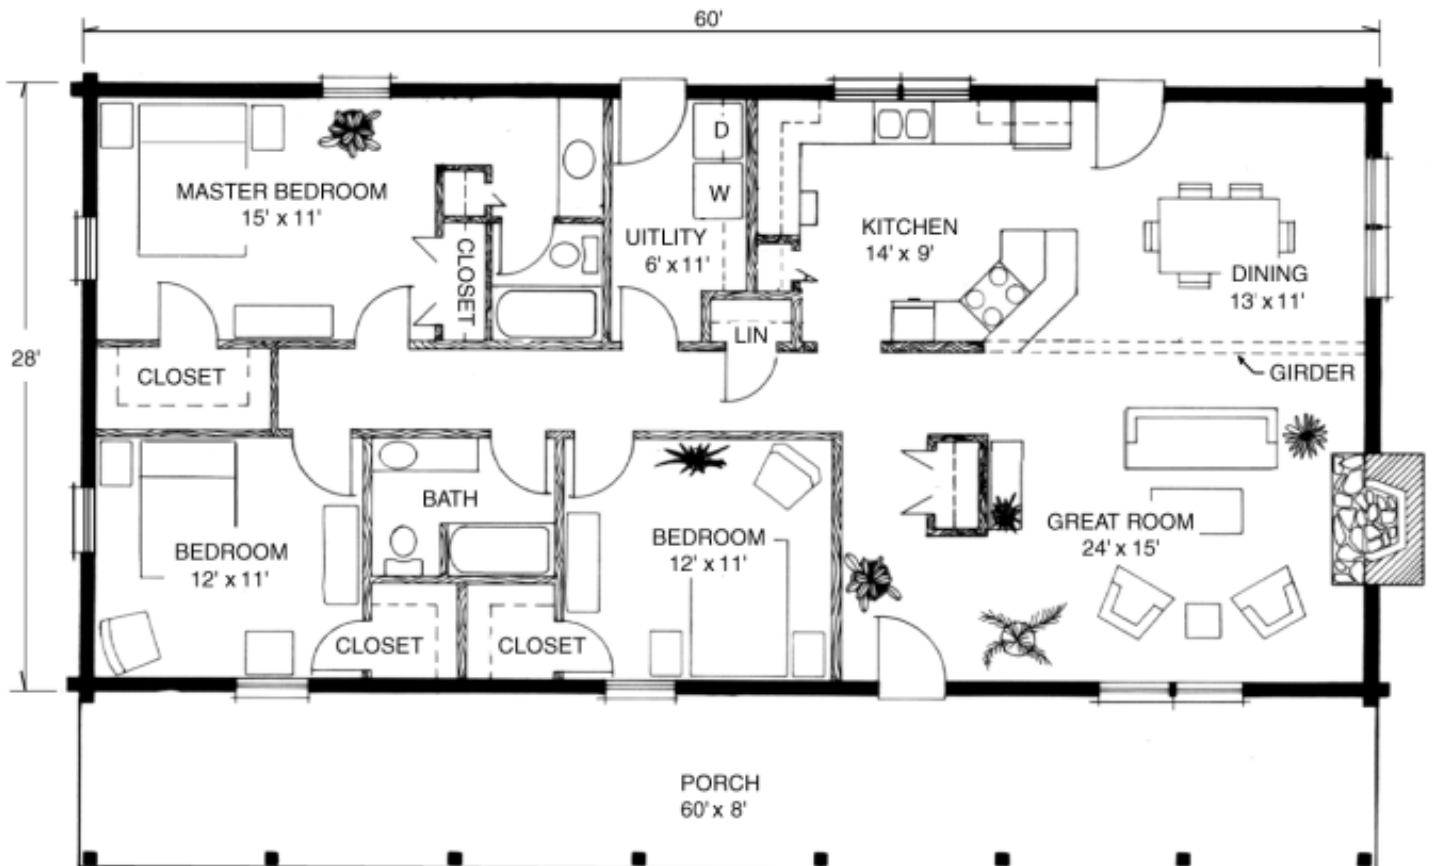 60'
28'
MASTER BEDROOM
15' x 11'
CLOSET
D
W
UITLITY
6' x 11'
KITCHEN
14' x 9'
DINING
13' x 11'
LIN
GIRDER
CLOSET
BATH
BEDROOM
12' x 11'
BEDROOM
12' x 11'
GREAT ROOM
24' x 15'
CLOSET
CLOSET
PORCH
60' x 8'